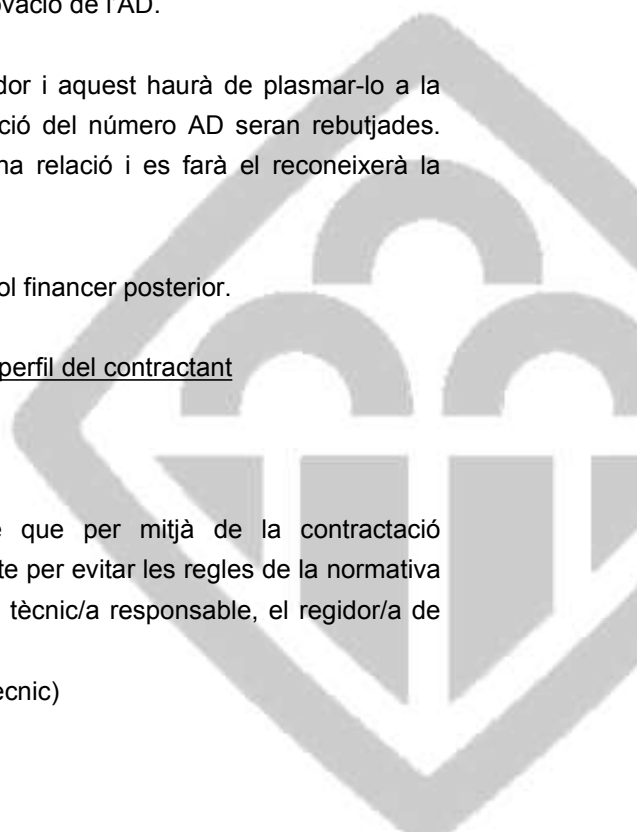 ovació de l'AD.
dor i aquest haurà de plasmar-lo a la
ció del número AD seran rebutjades.
na relació i es farà el reconeixerà la
ol financer posterior.
perfil del contractant
que per mitjà de la contractació
te per evitar les regles de la normativa
tècnic/a responsable, el regidor/a de
ècnic)